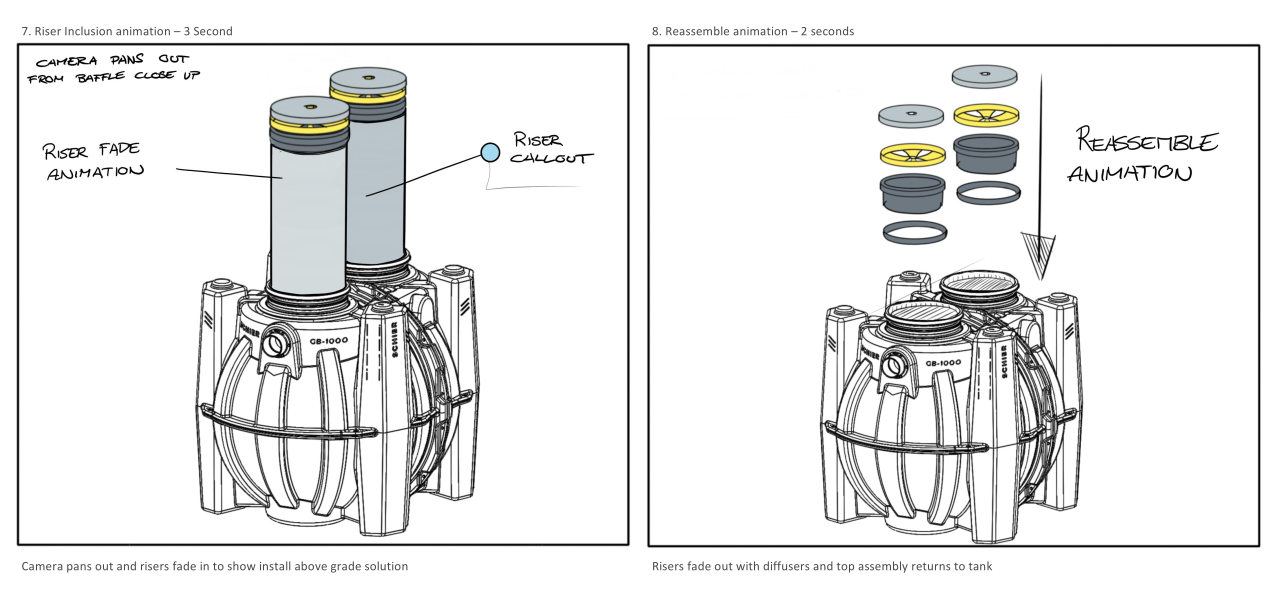 7. Riser Inclusion animation – 3 Second
CAMERA PANS OUT
FROM BAFFLE CLOSE UP
RISER FADE
ANIMATION
RISER
CALLOUT
SCHIER
GB-1000
SCHIER
Camera pans out and risers fade in to show install above grade solution
8. Reassemble animation – 2 seconds
REASSEMBLE
ANIMATION
SCHIER
GB-1000
SCHIER
Risers fade out with diffusers and top assembly returns to tank